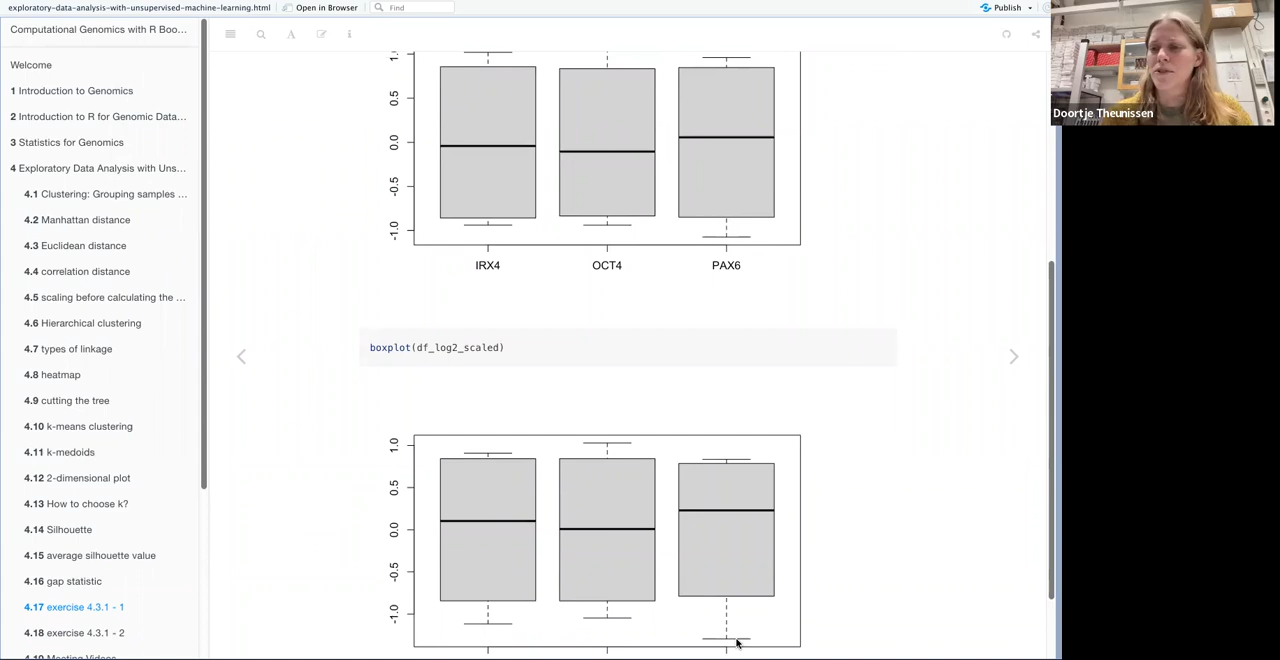 exploratory-data-analysis-with-unsupervised-machine-learning.html
Open in Browser
Find
Publish
Computational Genomics with R Boo...
Welcome
1 Introduction to Genomics
2 Introduction to R for Genomic Data...
3 Statistics for Genomics
4 Exploratory Data Analysis with Uns...
4.1 Clustering: Grouping samples ...
4.2 Manhattan distance
4.3 Euclidean distance
4.4 correlation distance
4.5 scaling before calculating the ...
4.6 Hierarchical clustering
4.7 types of linkage
4.8 heatmap
4.9 cutting the tree
4.10 k-means clustering
4.11 k-medoids
4.12 2-dimensional plot
4.13 How to choose k?
4.14 Silhouette
4.15 average silhouette value
4.16 gap statistic
4.17 exercise 4.3.1 - 1
4.18 exercise 4.3.1 - 2
4.19 Meeting Videos
0.5
0.0
-0.5
-1.0
IRX4 OCT4 PAX6
boxplot(df_log2_scaled)
1.0
0.5
0.0
-0.5
-1.0
Doortje Theunissen